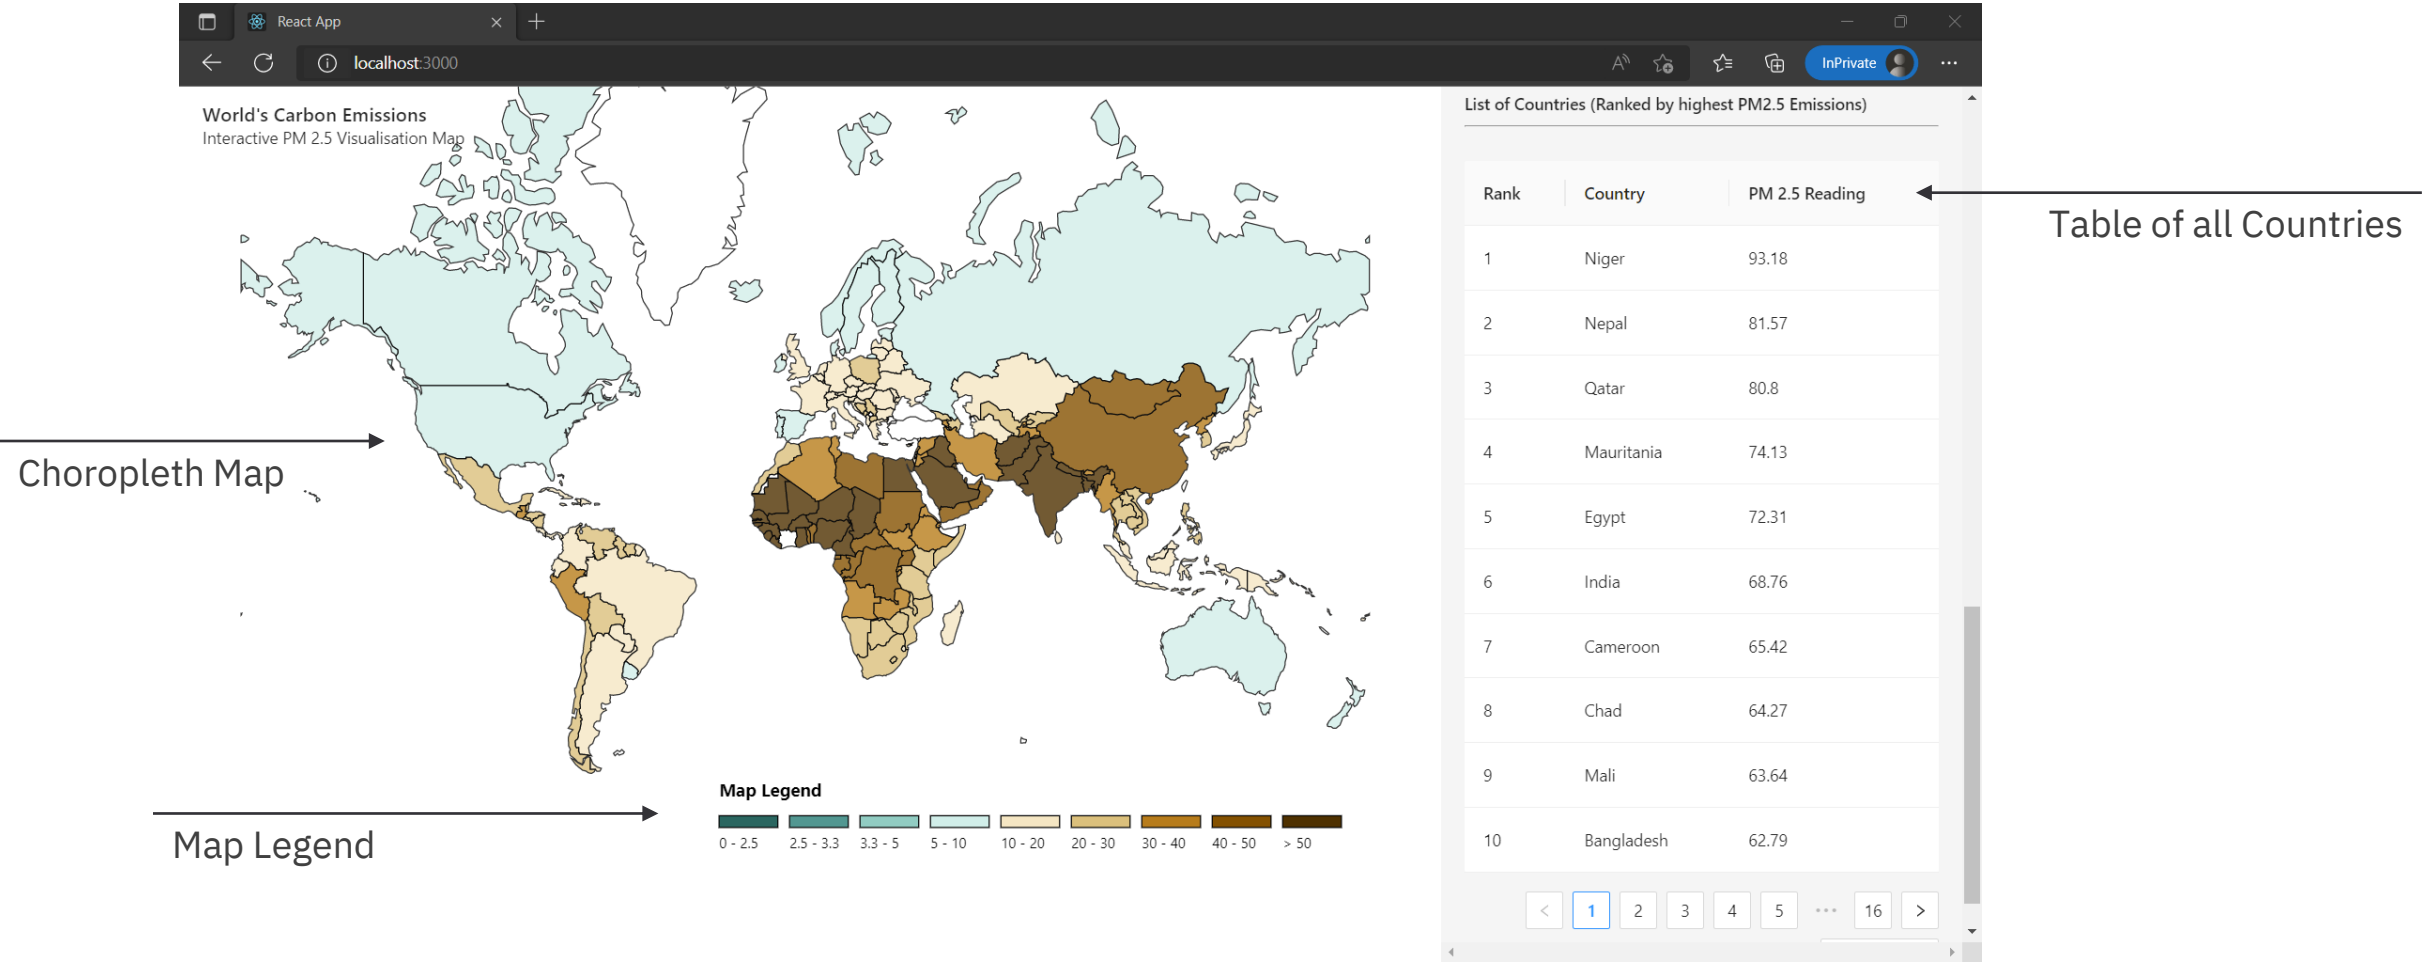 React App
localhost:3000
InPrivate
World's Carbon Emissions
Interactive PM 2.5 Visualisation Map
List of Countries (Ranked by highest PM2.5 Emissions)
Rank Country PM 2.5 Reading
1 Niger 93.18
2 Nepal 81.57
3 Qatar 80.8
4 Mauritania 74.13
5 Egypt 72.31
6 India 68.76
7 Cameroon 65.42
8 Chad 64.27
9 Mali 63.64
10 Bangladesh 62.79
< 1 2 3 4 5 ••• 16 >
Table of all Countries
Choropleth Map
Map Legend
Map Legend
0 - 2.5 2.5 - 3.3 3.3 - 5 5 - 10 10 - 20 20 - 30 30 - 40 40 - 50 > 50